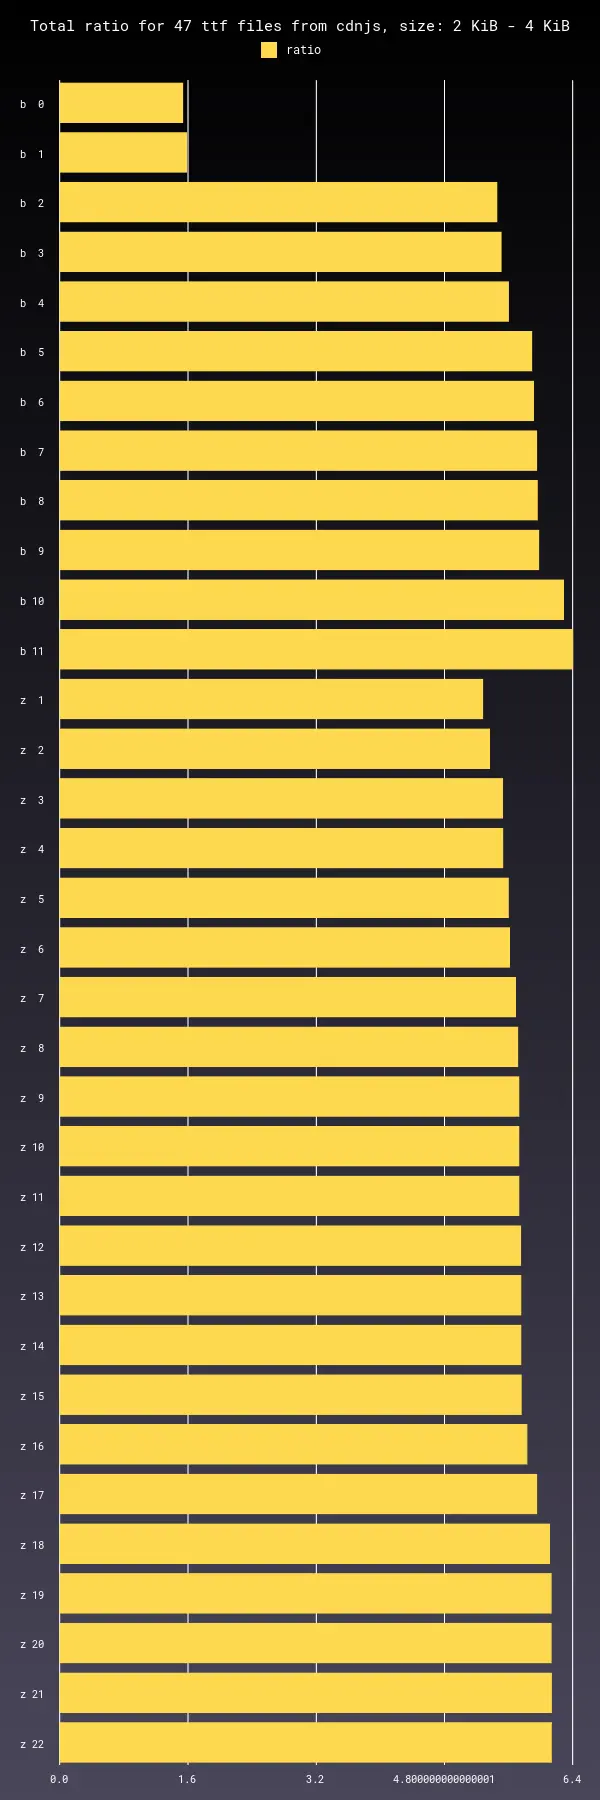 Total ratio for 47 ttf files from cdnjs, size: 2 KiB - 4 KiB
ratio
b  0
b  1
b  2
b  3
b  4
b  5
b  6
b  7
b  8
b  9
b 10
b 11
z  1
z  2
z  3
z  4
z  5
z  6
z  7
z  8
z  9
z 10
z 11
z 12
z 13
z 14
z 15
z 16
z 17
z 18
z 19
z 20
z 21
z 22
0.0 1.6 3.2 4.800000000000001 6.4